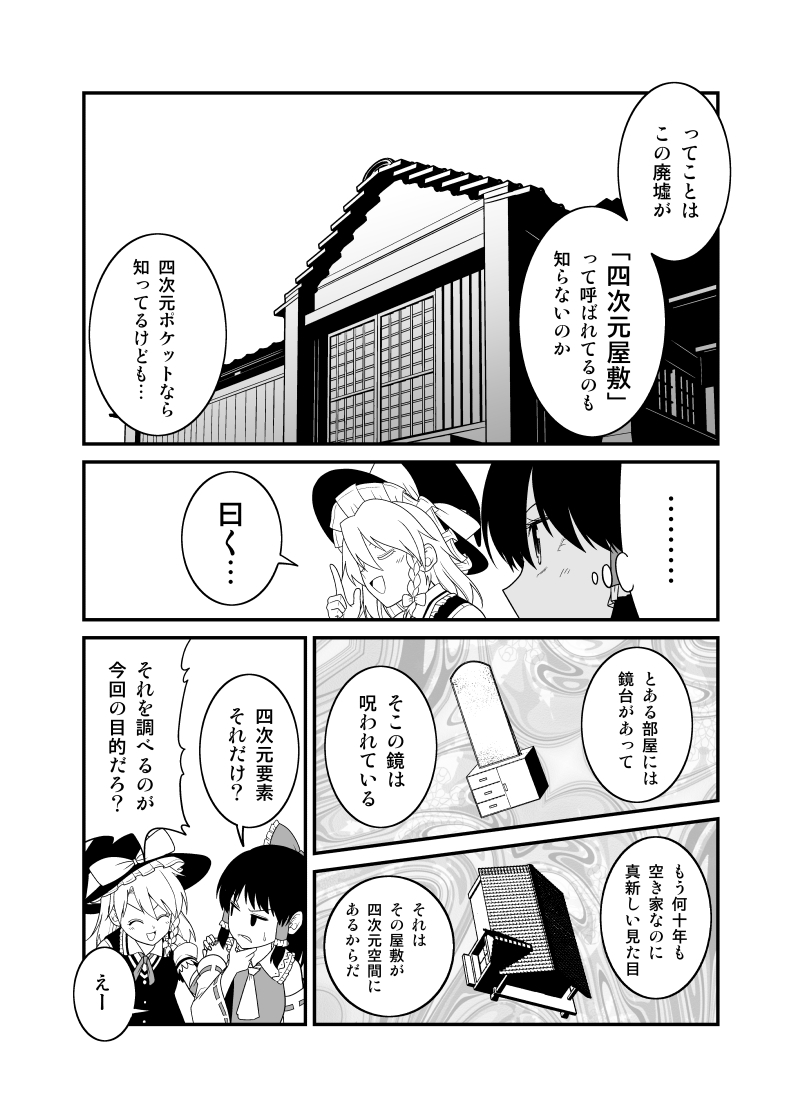 ってことは
この廃墟が
「四次元屋敷」
って呼ばれてるのも
知らないのか
四次元ポケットなら
知ってるけども…
………
曰く…
とある部屋には
鏡台があって
そこの鏡は
呪われている
もう何十年も
空き家なのに
真新しい見た目
それは
その屋敷が
四次元空間に
あるからだ
四次元要素
それだけ?
それを調べるのが
今回の目的だろ?
えー